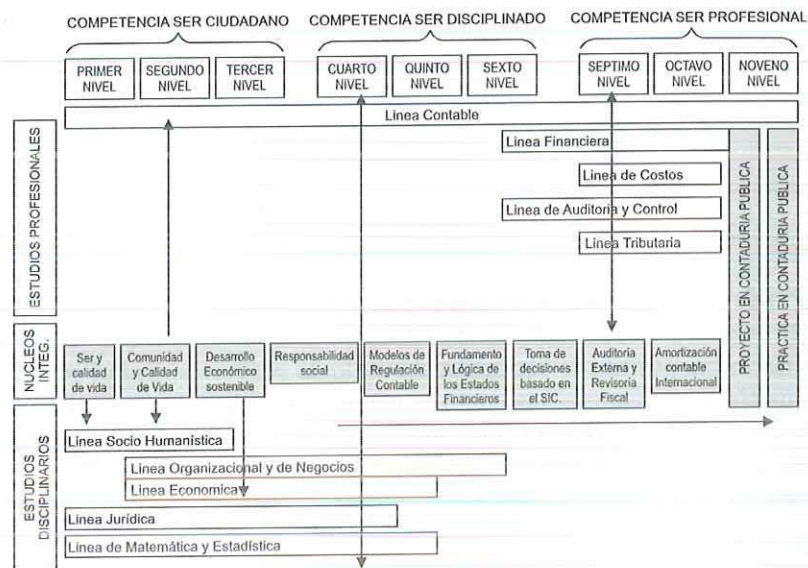 COMPETENCIA SER CIUDADANO
COMPETENCIA SER DISCIPLINADO
COMPETENCIA SER PROFESIONAL
PRIMER
NIVEL
SEGUNDO
NIVEL
TERCER
NIVEL
CUARTO
NIVEL
QUINTO
NIVEL
SEXTO
NIVEL
SEPTIMO
NIVEL
OCTAVO
NIVEL
NOVENO
NIVEL
ESTUDIOS PROFESIONALES
Linea Contable
Linea Financiera
Linea de Costos
Linea de Auditoria y Control
Linea Tributaria
PROYECTO EN CONTADURIA PUBLICA
PRACTICA EN CONTADURIA PUBLICA
NUCLEOS
INTEG.
Ser y
calidad
de vida
Comunidad
y Calidad
de Vida
Desarrollo
Económico
sostenible
Responsabilidad
social
Modelos de
Regulación
Contable
Fundamento
y Lógica de
los Estados
Financieros
Toma de
decisiones
basado en
el SIC.
Auditoria
Externa y
Revisoria
Fiscal
Amortización
contable
Internacional
ESTUDIOS
DISCIPLINARIOS
Linea Socio Humanística
Linea Organizacional y de Negocios
Linea Economica
Linea Jurídica
Linea de Matemática y Estadística